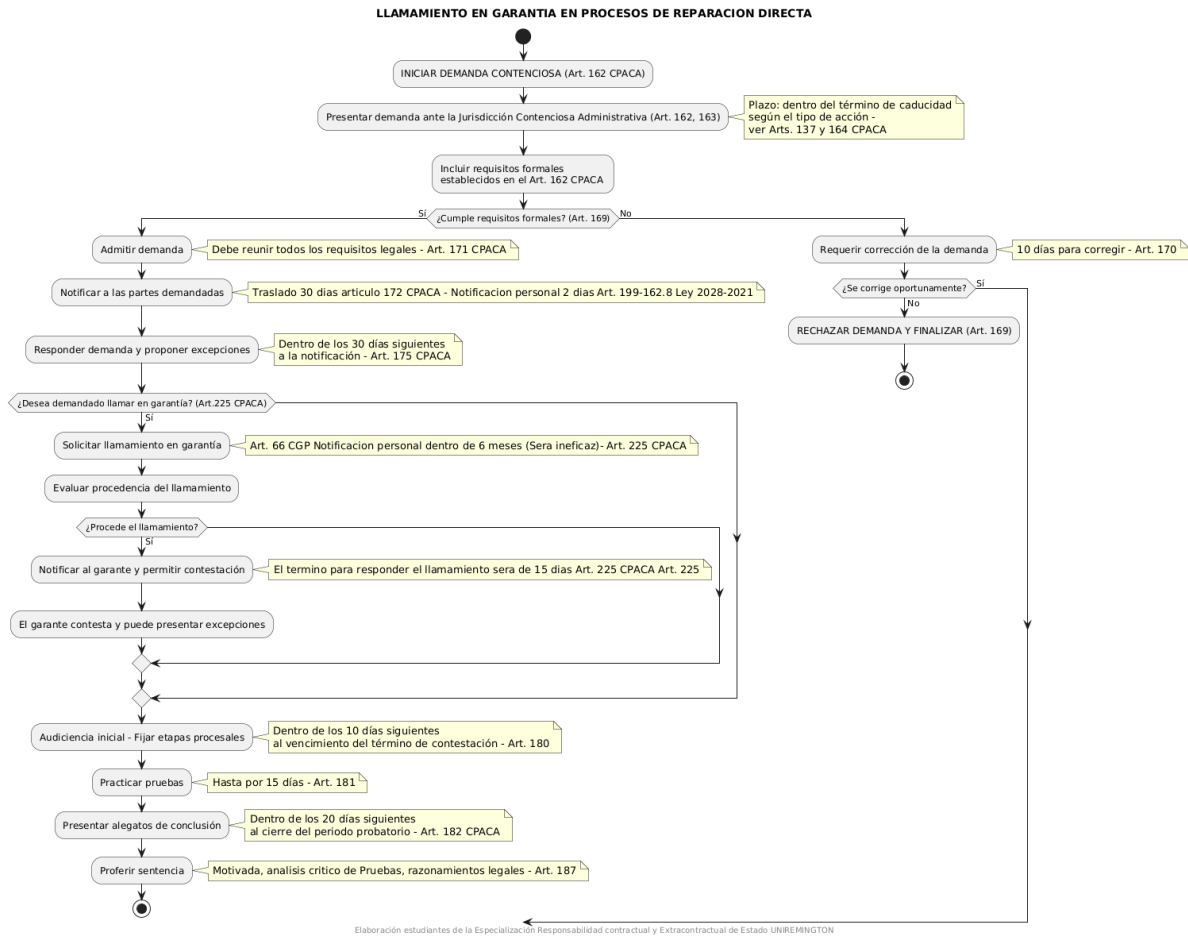 LLAMAMIENTO EN GARANTIA EN PROCESOS DE REPARACION DIRECTA
INICIAR DEMANDA CONTENCIOSA (Art. 162 CPACA)
Presentar demanda ante la Jurisdicción Contenciosa Administrativa (Art. 162, 163)
Plazo: dentro del término de caducidad
según el tipo de acción -
ver Arts. 137 y 164 CPACA
Incluir requisitos formales
establecidos en el Art. 162 CPACA
¿Cumple requisitos formales? (Art. 169)
Sí
No
Admitir demanda
Debe reunir todos los requisitos legales - Art. 171 CPACA
Requerir corrección de la demanda
10 días para corregir - Art. 170
Notificar a las partes demandadas
Traslado 30 dias articulo 172 CPACA - Notificacion personal 2 dias Art. 199-162.8 Ley 2028-2021
¿Se corrige oportunamente?
Sí
No
RECHAZAR DEMANDA Y FINALIZAR (Art. 169)
Responder demanda y proponer excepciones
Dentro de los 30 días siguientes
a la notificación - Art. 175 CPACA
¿Desea demandado llamar en garantía? (Art.225 CPACA)
Sí
Solicitar llamamiento en garantía
Art. 66 CGP Notificacion personal dentro de 6 meses (Sera ineficaz)- Art. 225 CPACA
Evaluar procedencia del llamamiento
¿Procede el llamamiento?
Sí
Notificar al garante y permitir contestación
El termino para responder el llamamiento sera de 15 dias Art. 225 CPACA Art. 225
El garante contesta y puede presentar excepciones
Audiciencia inicial - Fijar etapas procesales
Dentro de los 10 días siguientes
al vencimiento del término de contestación - Art. 180
Practicar pruebas
Hasta por 15 días - Art. 181
Presentar alegatos de conclusión
Dentro de los 20 días siguientes
al cierre del periodo probatorio - Art. 182 CPACA
Proferir sentencia
Motivada, analisis critico de Pruebas, razonamientos legales - Art. 187
Elaboración estudiantes de la Especialización Responsabilidad contractual y Extracontractual de Estado UNIREMINGTON